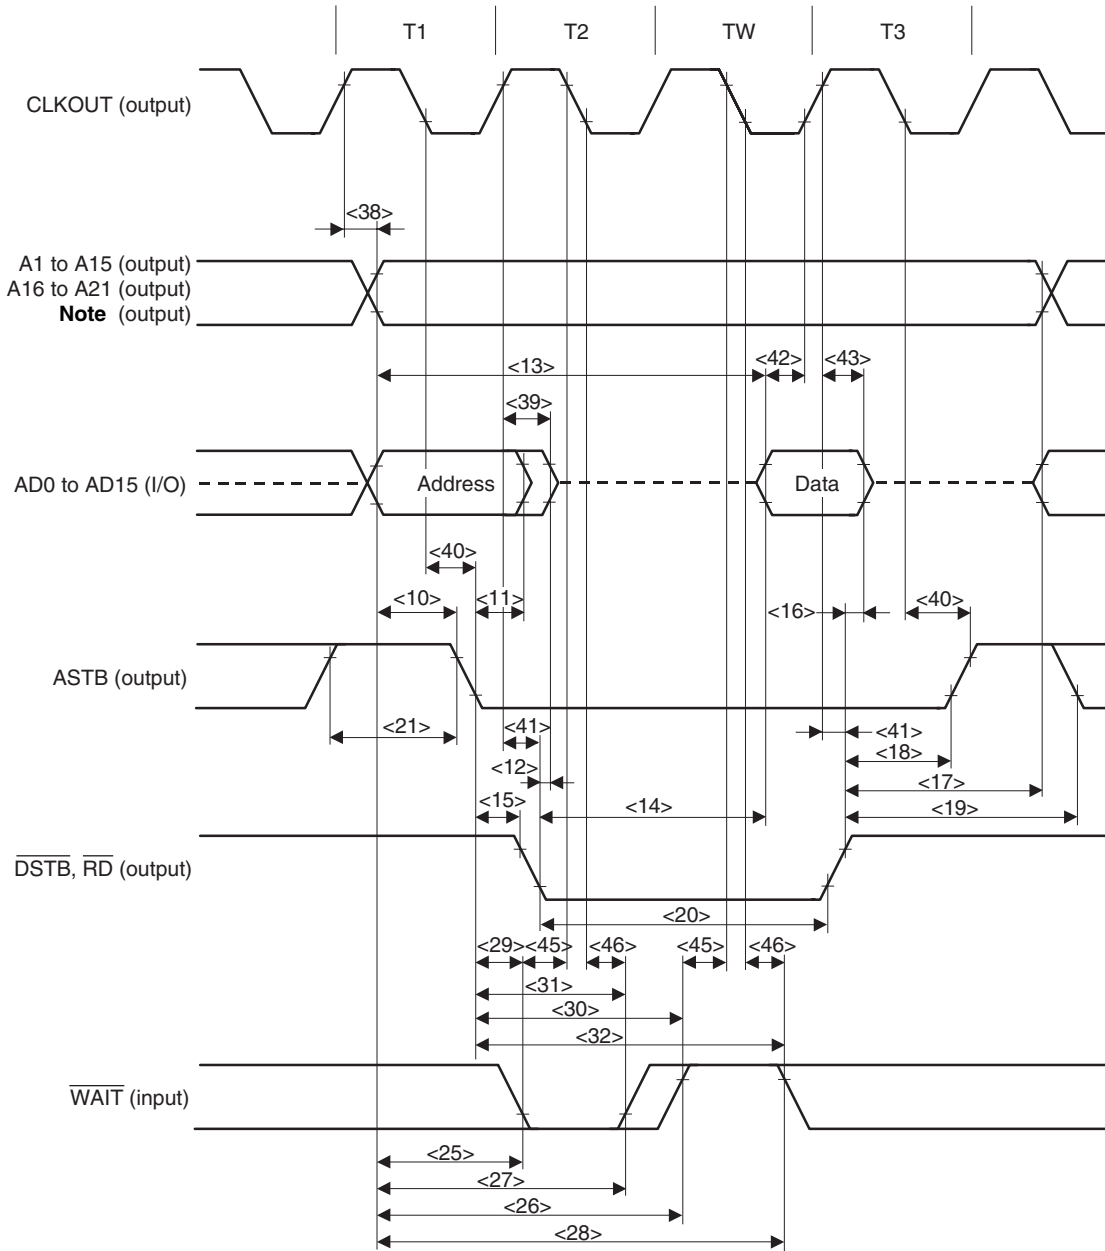 T1 T2 TW T3
CLKOUT (output)
<38>
A1 to A15 (output)
A16 to A21 (output)
Note (output)
<13> <42> <43>
<39>
AD0 to AD15 (I/O) Address Data
<40>
<10> <11> <16> <40>
ASTB (output)
<21> <41> <41>
<18>
<12> <17>
<15> <14> <19>
DSTB, RD (output)
<20>
<29> <45> <46> <45> <46>
<31>
<30>
<32>
WAIT (input)
<25>
<27>
<26>
<28>